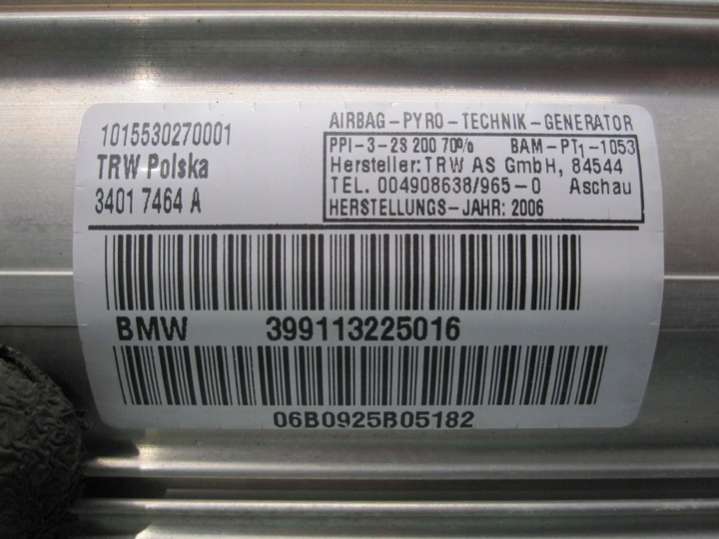 1015530270001
TRW Polska
3401 7464 A
AIRBAG-PYRO-TECHNIK-GENERATOR
PPI-3-2S 200 70% BAM-PT1-1053
Hersteller: TRW AS GmbH, 84544
TEL. 004908638/965-0 Aschau
HERSTELLUNGS-JAHR: 2006
BMW 399113225016
06B0925B05182